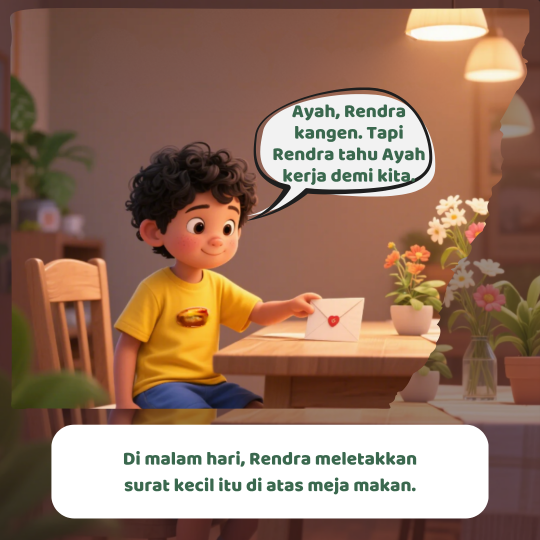 Ayah, Rendra
kangen. Tapi
Rendra tahu Ayah
kerja demi kita.
Di malam hari, Rendra meletakkan
surat kecil itu di atas meja makan.